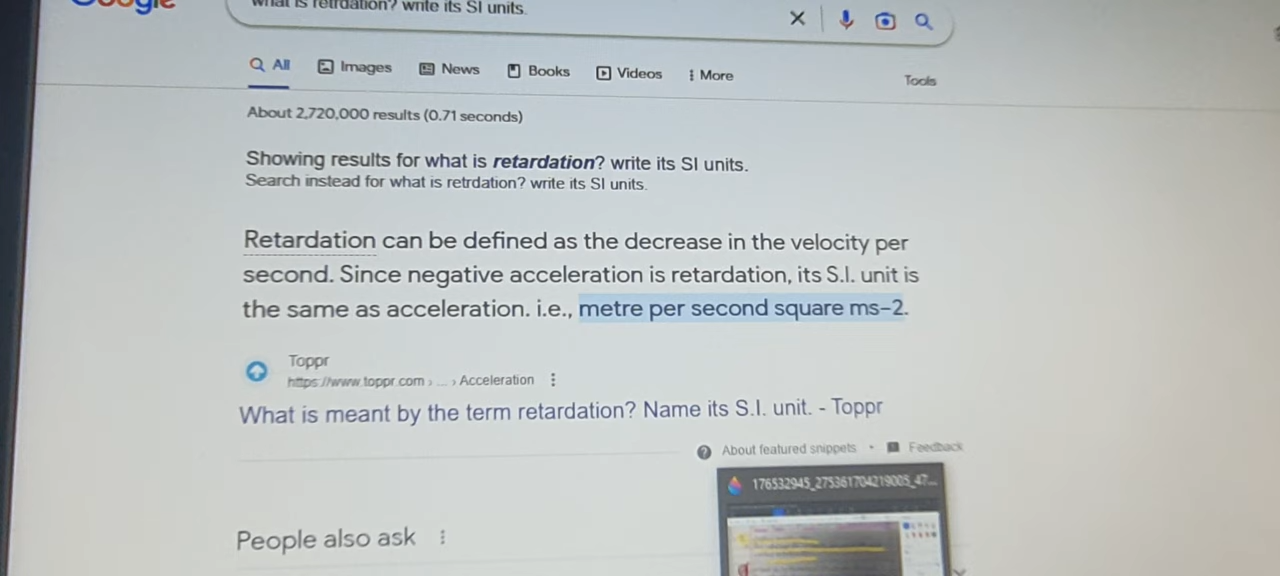 Google
what is retrdation? write its SI units.
All Images News Books Videos More Tools
About 2,720,000 results (0.71 seconds)
Showing results for what is retardation? write its SI units.
Search instead for what is retrdation? write its SI units.
Retardation can be defined as the decrease in the velocity per
second. Since negative acceleration is retardation, its S.I. unit is
the same as acceleration. i.e., metre per second square ms−2.
Toppr
https://www.toppr.com › ... › Acceleration
What is meant by the term retardation? Name its S.I. unit. - Toppr
About featured snippets • Feedback
176532945_275361704219005_47...
People also ask